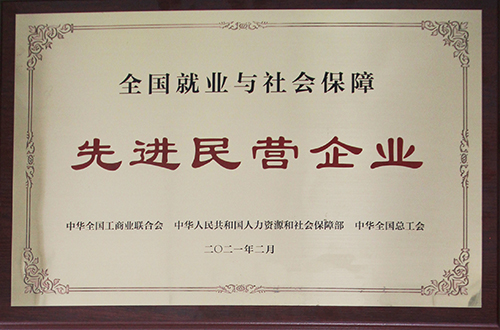 全国就业与社会保障
先进民营企业
中华全国工商业联合会 中华人民共和国人力资源和社会保障部 中华全国总工会
二〇二一年二月